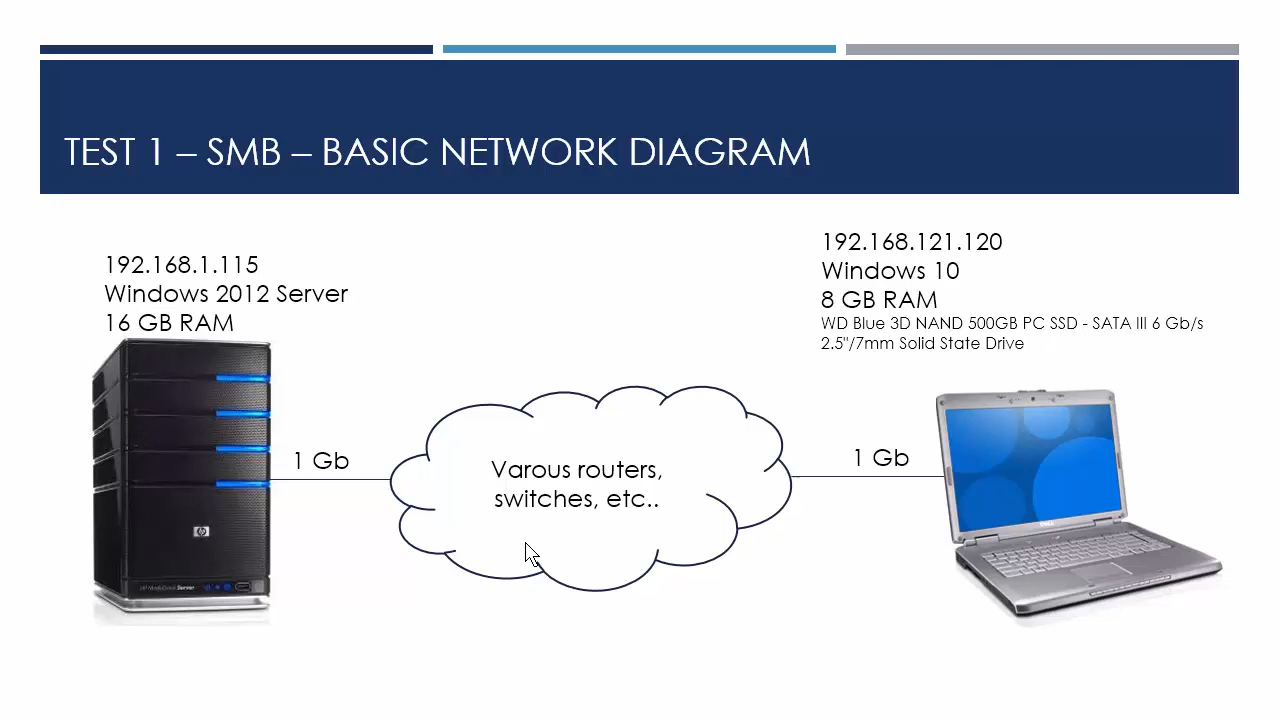 TEST 1 – SMB – BASIC NETWORK DIAGRAM
192.168.1.115
Windows 2012 Server
16 GB RAM
192.168.121.120
Windows 10
8 GB RAM
WD Blue 3D NAND 500GB PC SSD - SATA III 6 Gb/s
2.5"/7mm Solid State Drive
1 Gb
Varous routers,
switches, etc..
1 Gb
hp
DELL